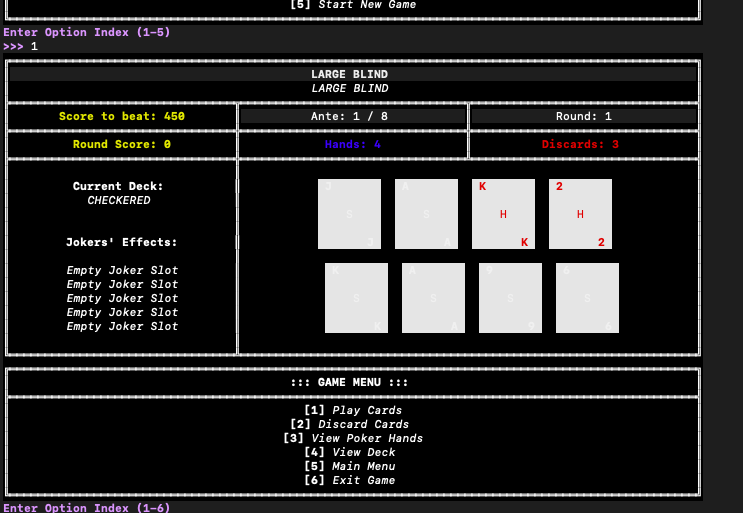 [5] Start New Game
Enter Option Index (1-5)
>>> 1
LARGE BLIND
LARGE BLIND
Score to beat: 450
Ante: 1 / 8
Round: 1
Round Score: 0
Hands: 4
Discards: 3
Current Deck:
CHECKERED
Jokers' Effects:
Empty Joker Slot
Empty Joker Slot
Empty Joker Slot
Empty Joker Slot
Empty Joker Slot
J A K 2
S S H H
J A K 2
K A 6
S S S S
K A 6
::: GAME MENU :::
[1] Play Cards
[2] Discard Cards
[3] View Poker Hands
[4] View Deck
[5] Main Menu
[6] Exit Game
Enter Option Index (1-6)